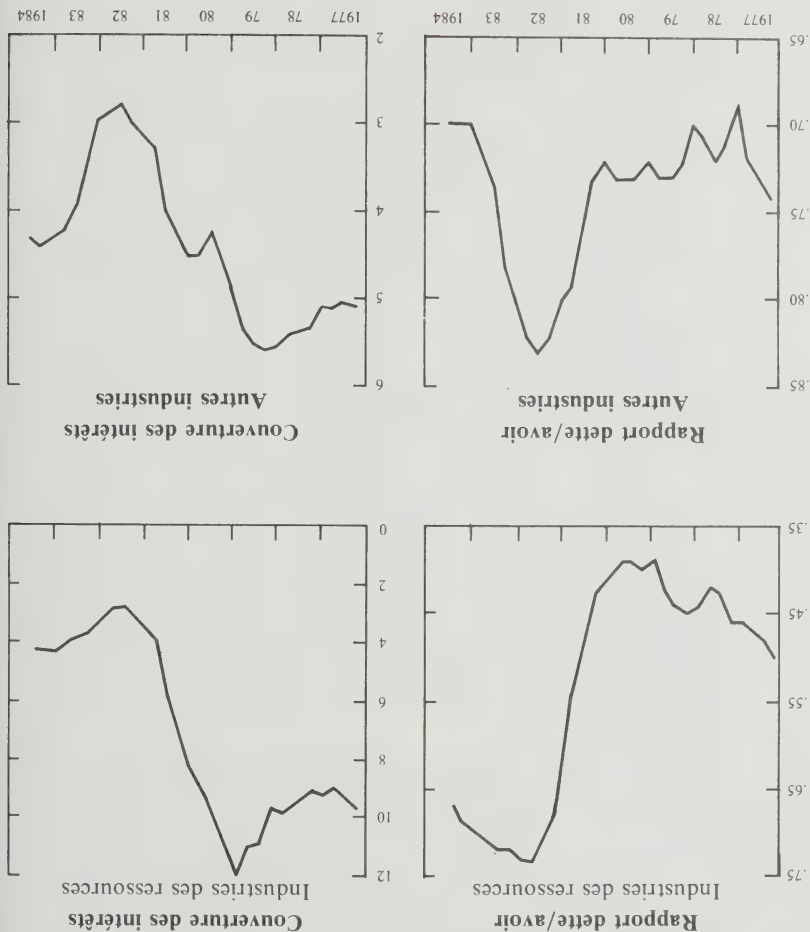 Rapport dette/avoir
Industries des ressources
.75
.65
.55
.45
.35
Couverture des intérêts
Industries des ressources
12
10
8
6
4
2
0
Rapport dette/avoir
Autres industries
.85
.80
.75
.70
.65
1977 78 79 80 81 82 83 1984
Couverture des intérêts
Autres industries
6
5
4
3
2
1977 78 79 80 81 82 83 1984